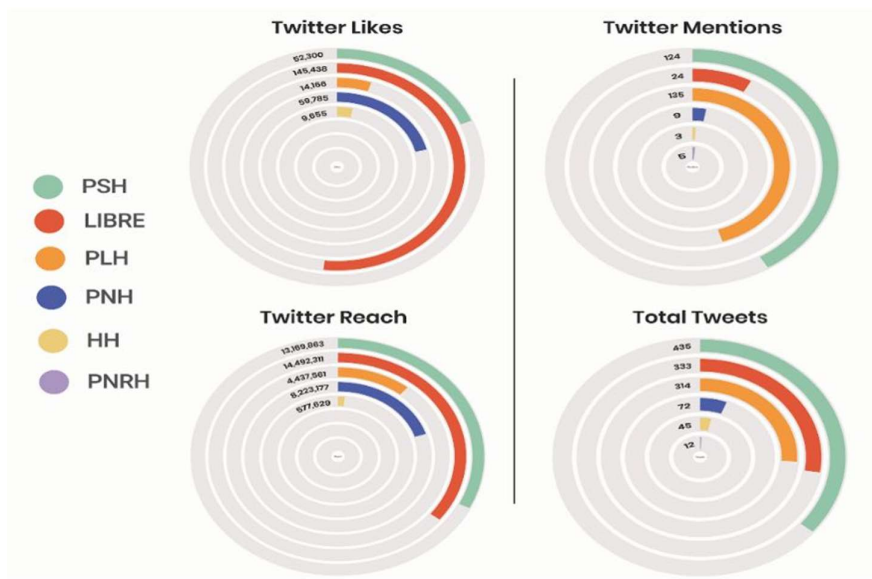 Twitter Likes
52,300
145,438
14,166
59,785
9,655
Twitter Mentions
124
24
135
9
3
5
PSH
LIBRE
PLH
PNH
HH
PNRH
Twitter Reach
13,169,863
14,492,311
4,437,561
8,223,177
577,629
Total Tweets
435
333
314
72
45
12